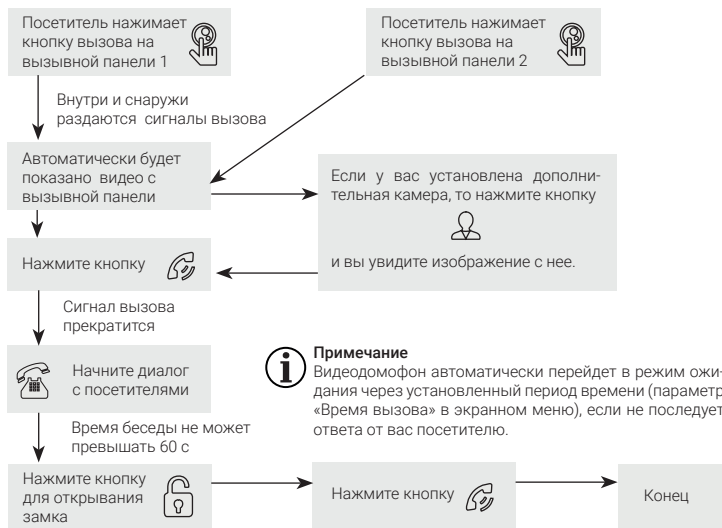 Посетитель нажимает
кнопку вызова на
вызывной панели 1
Посетитель нажимает
кнопку вызова на
вызывной панели 2
Внутри и снаружи
раздаются сигналы вызова
Автоматически будет
показано видео с
вызывной панели
Если у вас установлена дополни-
тельная камера, то нажмите кнопку
и вы увидите изображение с нее.
Нажмите кнопку
Сигнал вызова
прекратится
Начните диалог
с посетителями
Примечание
Видеодомофон автоматически перейдет в режим ожи-
дания через установленный период времени (параметр
«Время вызова» в экранном меню), если не последует
ответа от вас посетителю.
Время беседы не может
превышать 60 с
Нажмите кнопку
для открывания
замка
Нажмите кнопку
Конец